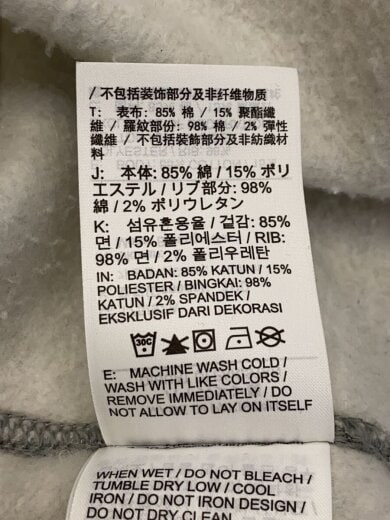 / 不包括装饰部分及非纤维物质
T: 表布: 85% 棉 / 15% 聚酯纖
維 / 羅紋部份: 98% 棉 / 2% 彈性
纖維 / 不包括裝飾部分及非紡織材
料
J: 本体: 85% 綿 / 15% ポリ
エステル / リブ部分: 98%
綿 / 2% ポリウレタン
K: 섬유혼용율 / 겉감: 85%
면 / 15% 폴리에스터 / RIB:
98% 면 / 2% 폴리우레탄
IN: BADAN: 85% KATUN / 15%
POLIESTER / BINGKAI: 98%
KATUN / 2% SPANDEK /
EKSKLUSIF DARI DEKORASI
30C
E: MACHINE WASH COLD /
WASH WITH LIKE COLORS /
REMOVE IMMEDIATELY / DO
NOT ALLOW TO LAY ON ITSELF
WHEN WET / DO NOT BLEACH /
TUMBLE DRY LOW / COOL
IRON / DO NOT IRON DESIGN /
DO NOT DRY CLEAN